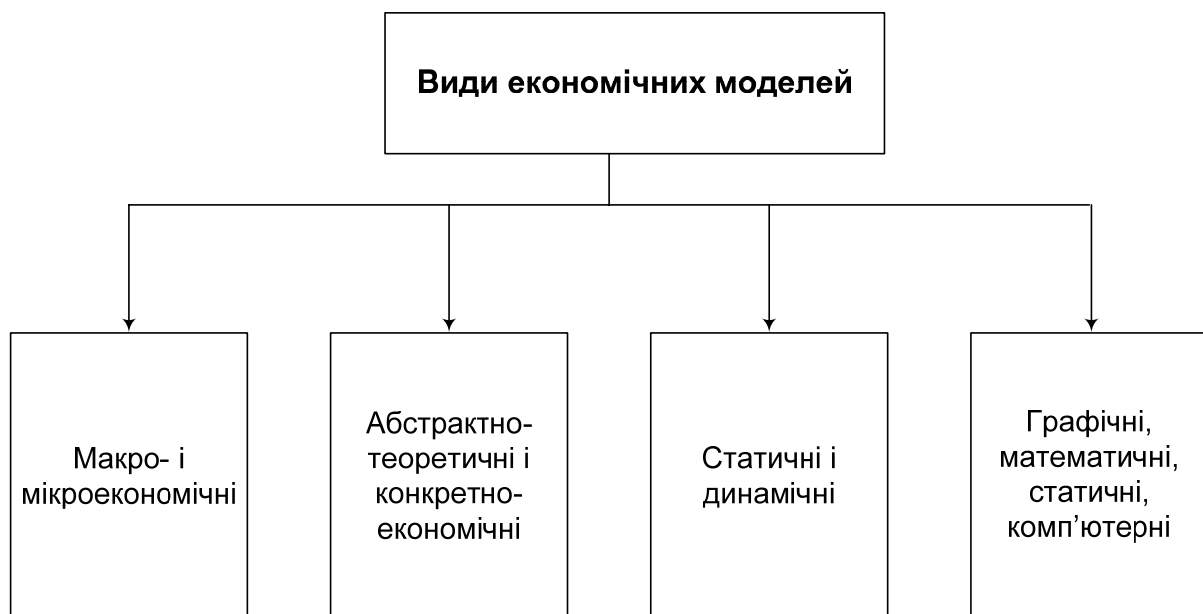 Види економічних моделей
Макро- і
мікроекономічні
Абстрактно-
теоретичні і
конкретно-
економічні
Статичні і
динамічні
Графічні,
математичні,
статичні,
комп’ютерні